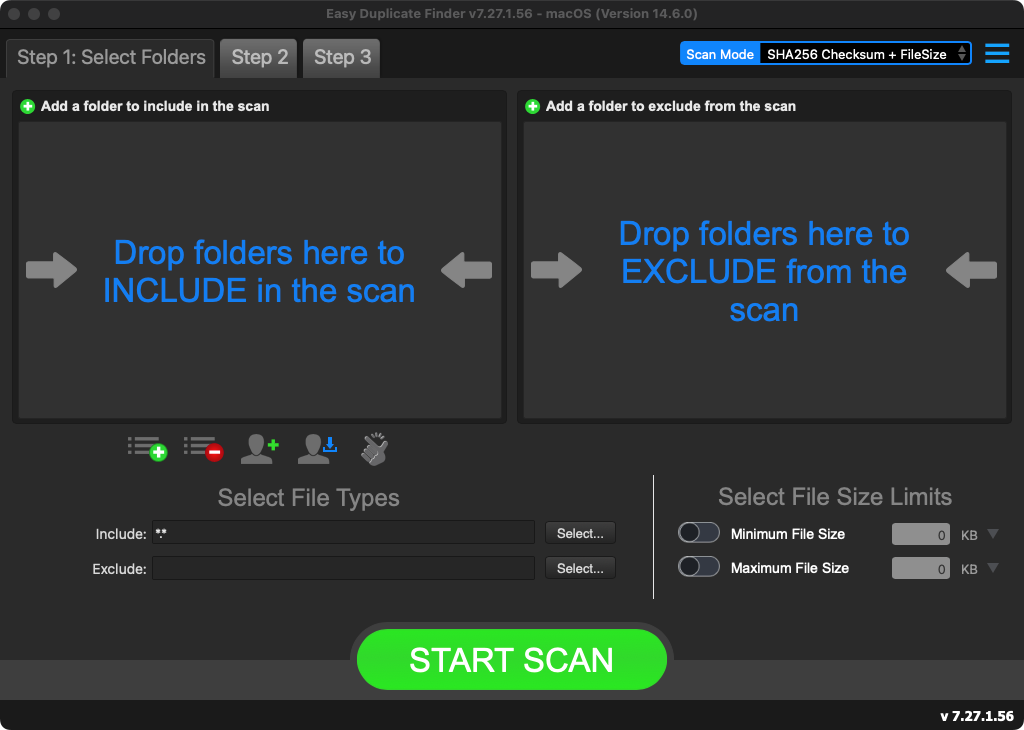 Easy Duplicate Finder v7.27.1.56 - macOS (Version 14.6.0)
Step 1: Select Folders
Step 2
Step 3
Scan Mode
SHA256 Checksum + FileSize
Add a folder to include in the scan
Drop folders here to
INCLUDE in the scan
Add a folder to exclude from the scan
Drop folders here to
EXCLUDE from the
scan
Select File Types
Include:
*.*
Select...
Exclude:
Select...
Select File Size Limits
Minimum File Size
0
KB
Maximum File Size
0
KB
START SCAN
v 7.27.1.56